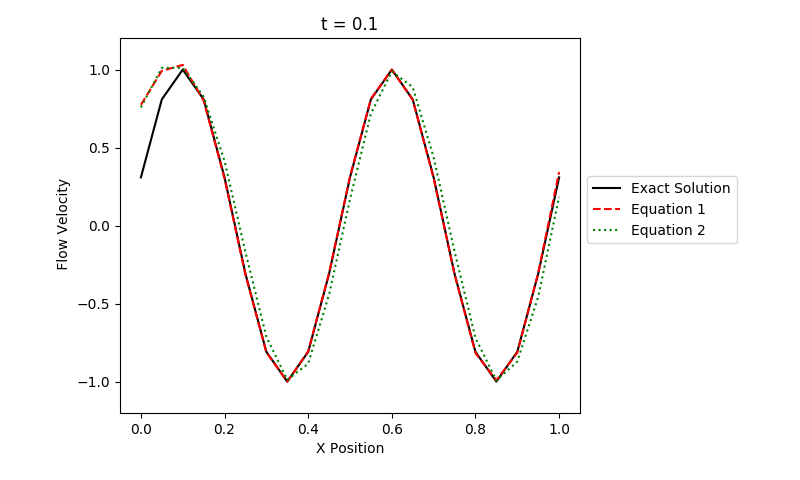 t = 0.1
Flow Velocity
1.0
0.5
0.0
−0.5
−1.0
0.0
0.2
0.4
0.6
0.8
1.0
X Position
Exact Solution
Equation 1
Equation 2